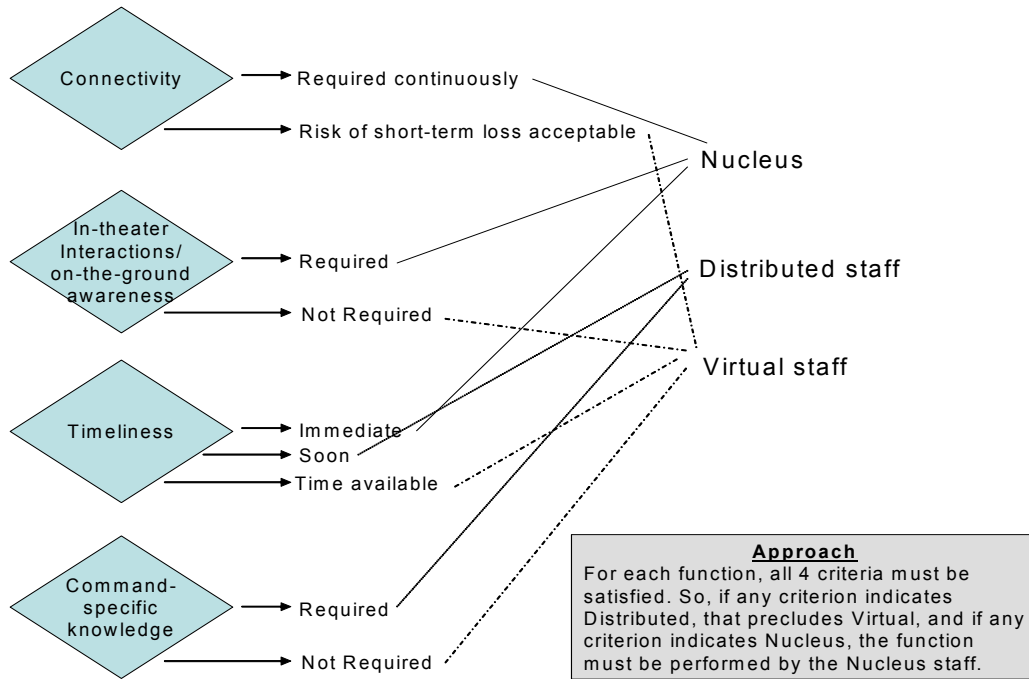 Connectivity
Required continuously
Risk of short-term loss acceptable
Nucleus
In-theater
Interactions/
on-the-ground
awareness
Required
Not Required
Distributed staff
Virtual staff
Timeliness
Immediate
Soon
Time available
Command-
specific
knowledge
Required
Not Required
Approach
For each function, all 4 criteria must be
satisfied. So, if any criterion indicates
Distributed, that precludes Virtual, and if any
criterion indicates Nucleus, the function
must be performed by the Nucleus staff.